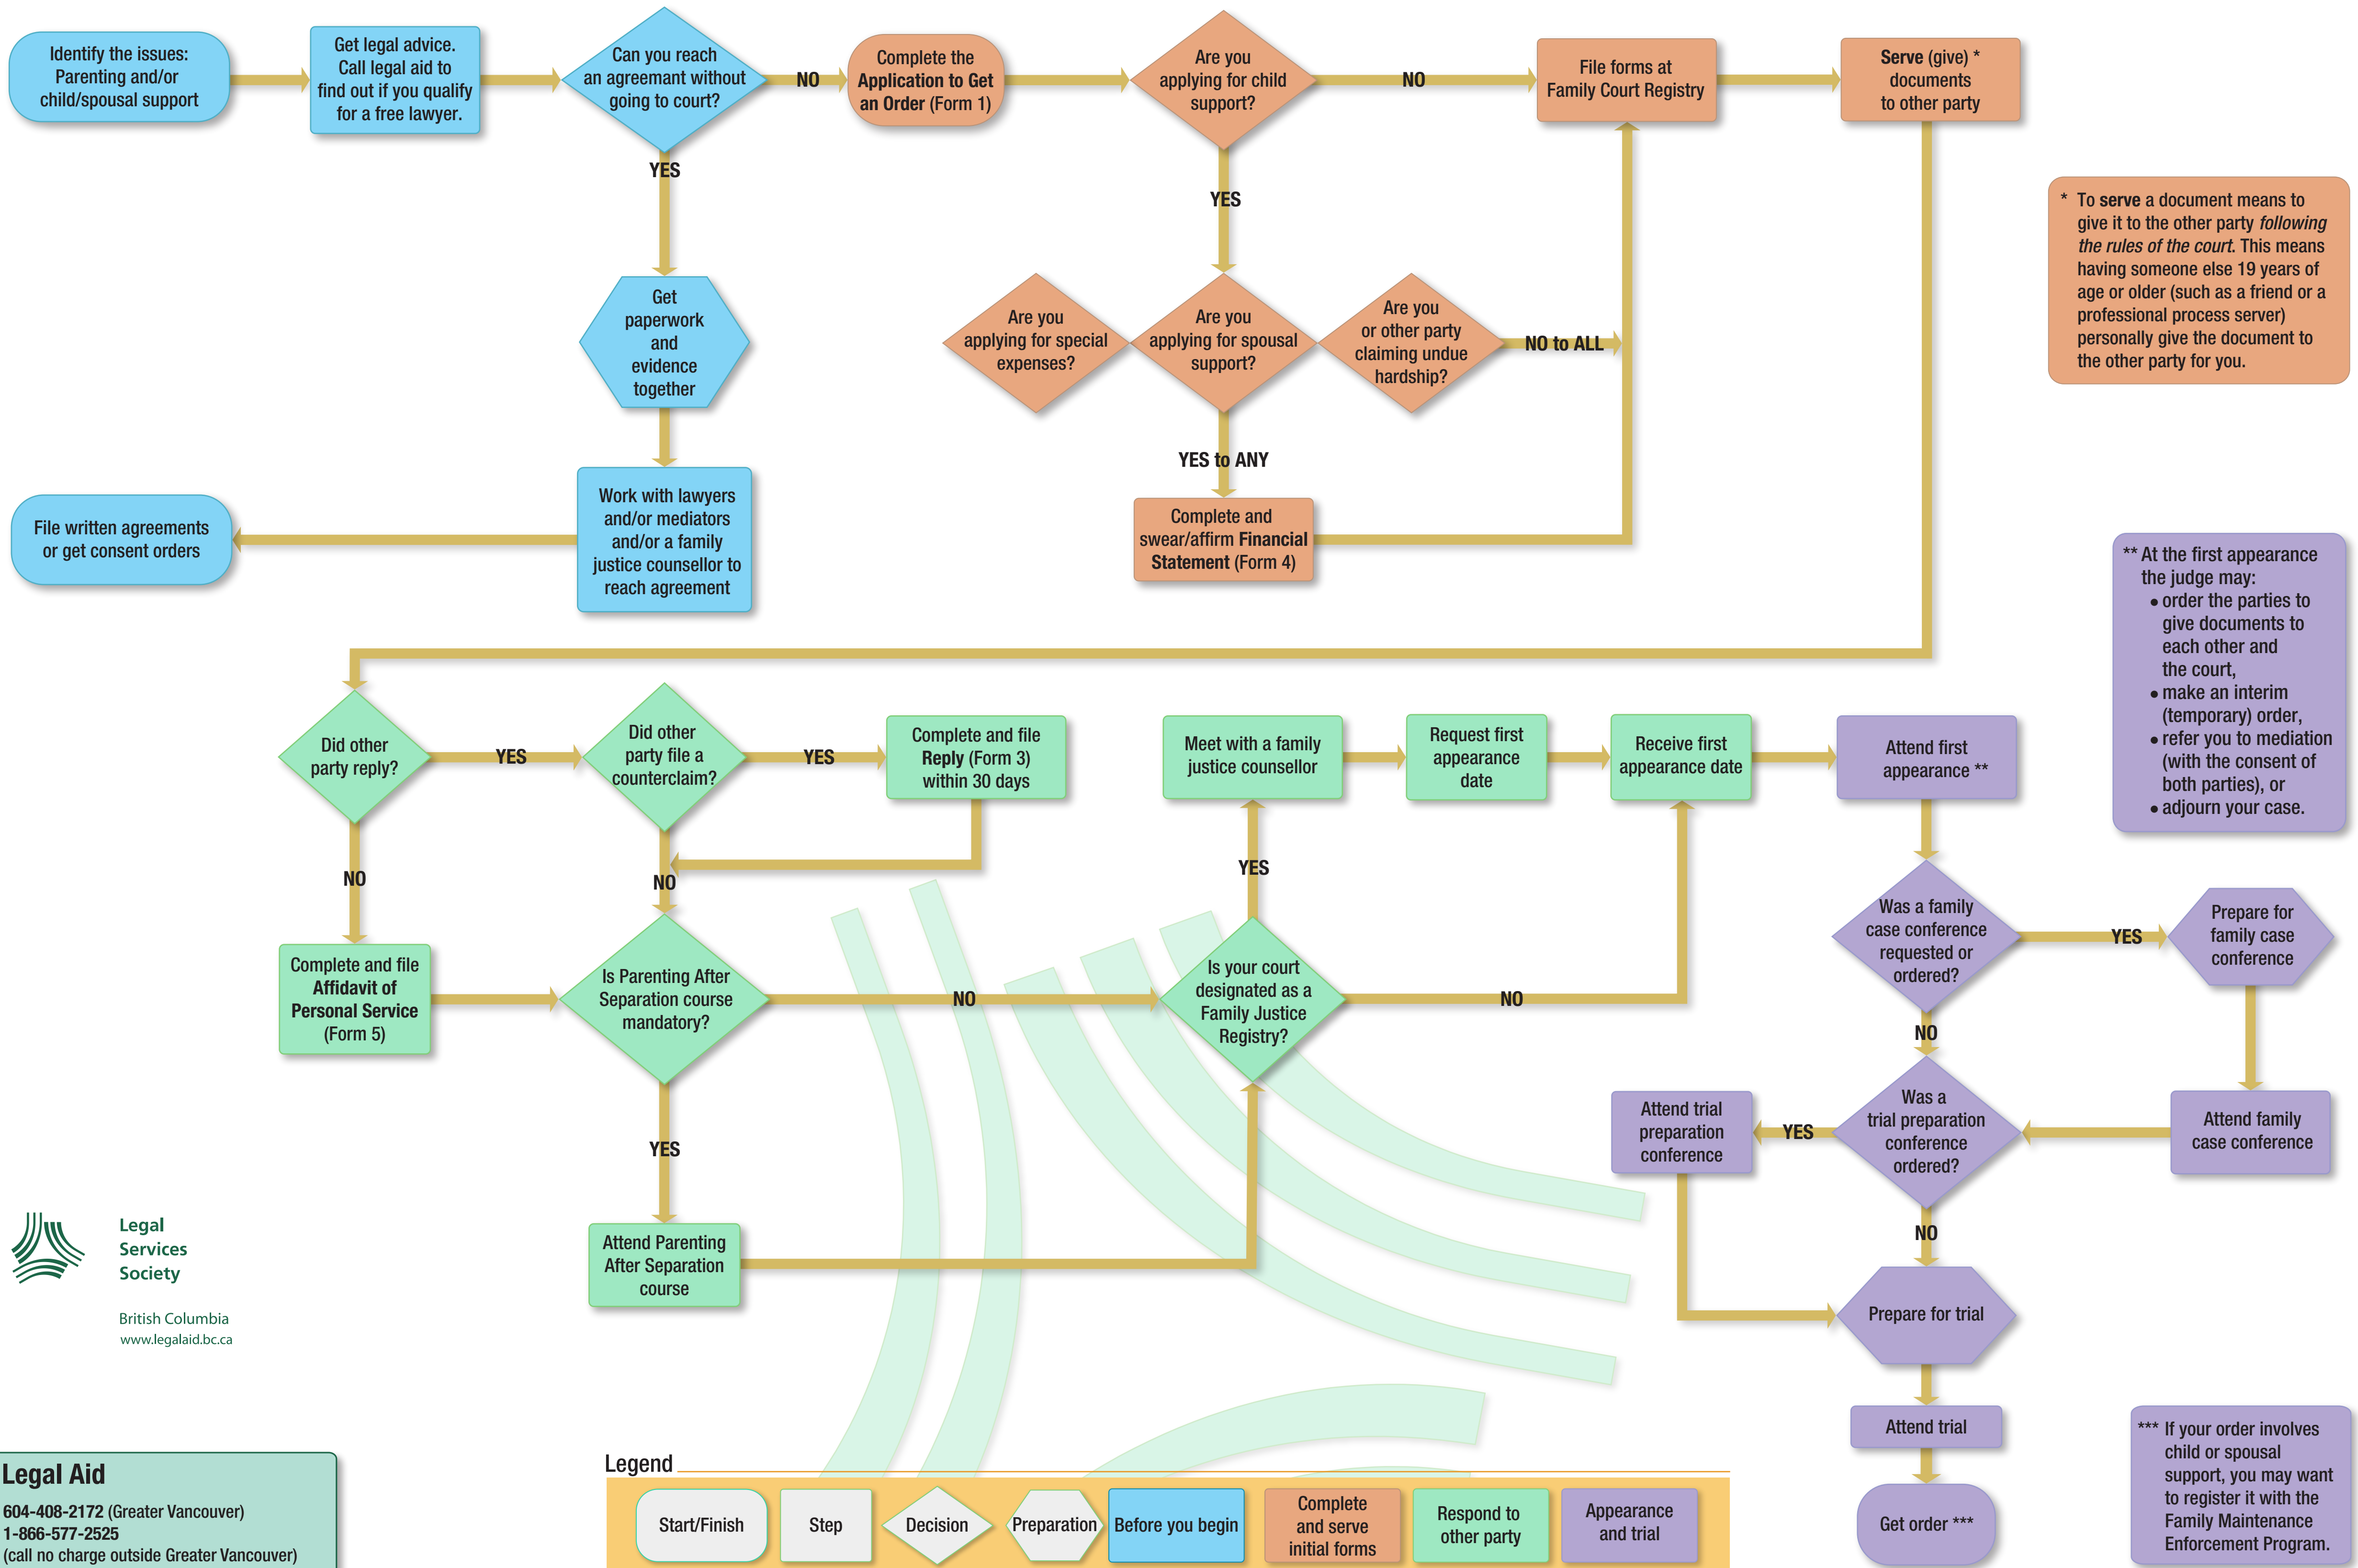 Identify the issues:
Parenting and/or
child/spousal support
Get legal advice.
Call legal aid to
find out if you qualify
for a free lawyer.
Can you reach
an agreemant without
going to court?
NO
Complete the
Application to Get
an Order (Form 1)
Are you
applying for child
support?
NO
File forms at
Family Court Registry
Serve (give) *
documents
to other party
YES
YES
* To serve a document means to
give it to the other party following
the rules of the court. This means
having someone else 19 years of
age or older (such as a friend or a
professional process server)
personally give the document to
the other party for you.
Get
paperwork
and
evidence
together
Are you
applying for special
expenses?
Are you
applying for spousal
support?
Are you
or other party
claiming undue
hardship?
NO to ALL
YES to ANY
File written agreements
or get consent orders
Work with lawyers
and/or mediators
and/or a family
justice counsellor to
reach agreement
Complete and
swear/affirm Financial
Statement (Form 4)
** At the first appearance
the judge may:
• order the parties to
give documents to
each other and
the court,
• make an interim
(temporary) order,
• refer you to mediation
(with the consent of
both parties), or
• adjourn your case.
Did other
party reply?
YES
Did other
party file a
counterclaim?
YES
Complete and file
Reply (Form 3)
within 30 days
Meet with a family
justice counsellor
Request first
appearance
date
Receive first
appearance date
Attend first
appearance **
NO
NO
YES
Complete and file
Affidavit of
Personal Service
(Form 5)
Is Parenting After
Separation course
mandatory?
NO
Is your court
designated as a
Family Justice
Registry?
NO
Was a family
case conference
requested or
ordered?
YES
Prepare for
family case
conference
NO
YES
Attend trial
preparation
conference
YES
Was a
trial preparation
conference
ordered?
Attend family
case conference
NO
Attend Parenting
After Separation
course
Prepare for trial
Legal
Services
Society
British Columbia
www.legalaid.bc.ca
Attend trial
Get order ***
*** If your order involves
child or spousal
support, you may want
to register it with the
Family Maintenance
Enforcement Program.
Legal Aid
604-408-2172 (Greater Vancouver)
1-866-577-2525
(call no charge outside Greater Vancouver)
Legend
Start/Finish
Step
Decision
Preparation
Before you begin
Complete
and serve
initial forms
Respond to
other party
Appearance
and trial